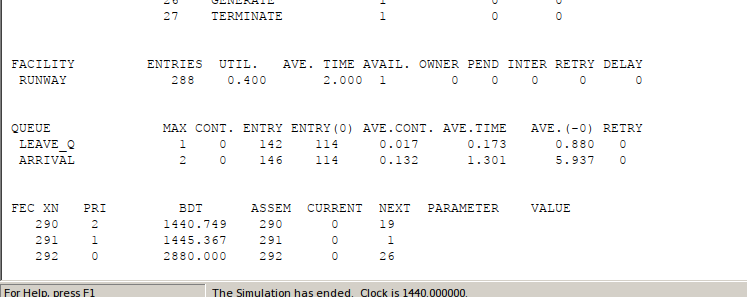 26 GENERATE 1 0 0
27 TERMINATE 1 0 0
FACILITY ENTRIES UTIL. AVE. TIME AVAIL. OWNER PEND INTER RETRY DELAY
RUNWAY 288 0.400 2.000 1 0 0 0 0 0
QUEUE MAX CONT. ENTRY ENTRY(0) AVE.CONT. AVE.TIME AVE.(-0) RETRY
LEAVE_Q 1 0 142 114 0.017 0.173 0.880 0
ARRIVAL 2 0 146 114 0.132 1.301 5.937 0
FEC XN PRI BDT ASSEM CURRENT NEXT PARAMETER VALUE
290 2 1440.749 290 0 19
291 1 1445.367 291 0 1
292 0 2880.000 292 0 26
For Help, press F1 The Simulation has ended. Clock is 1440.000000.